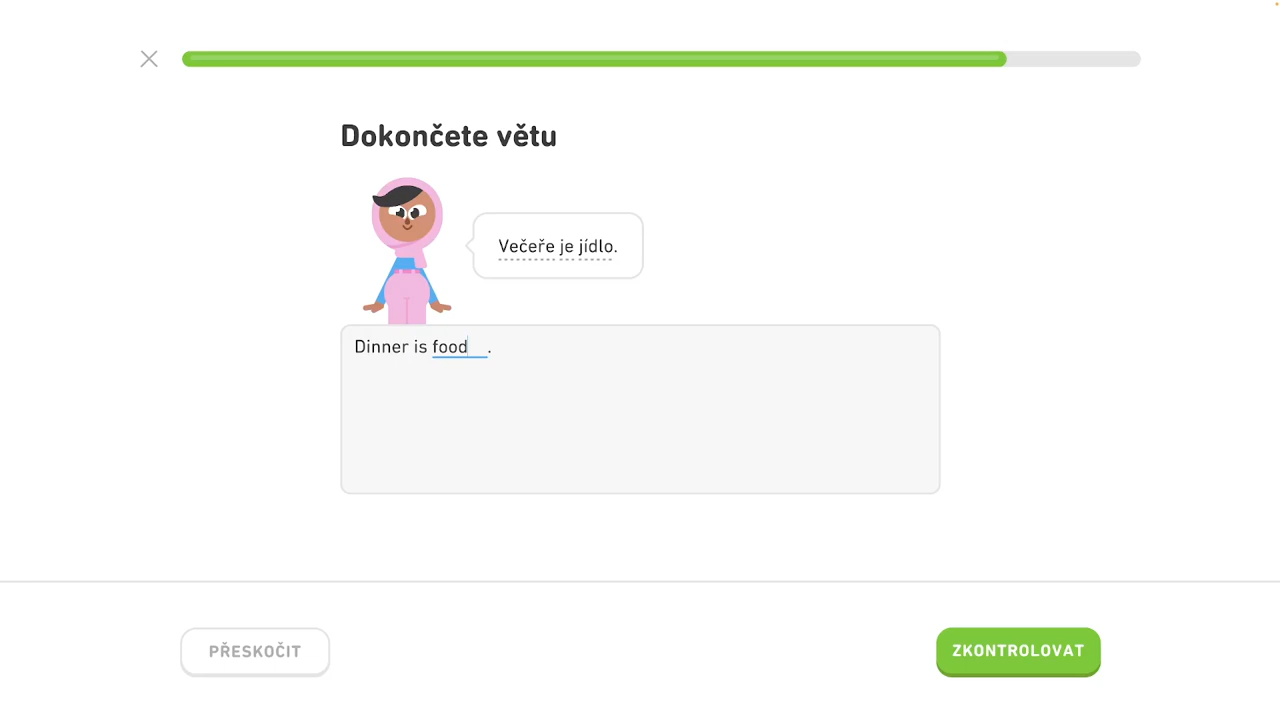 Dokončete větu
Večeře je jídlo.
Dinner is food.
PŘESKOČIT
ZKONTROLOVAT